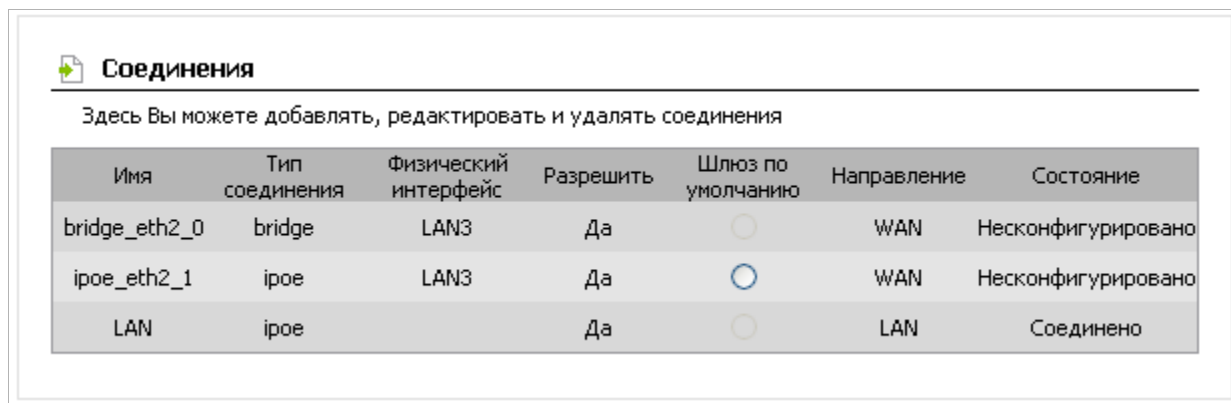 Соединения
Здесь Вы можете добавлять, редактировать и удалять соединения
Имя Тип соединения Физический интерфейс Разрешить Шлюз по умолчанию Направление Состояние
bridge_eth2_0 bridge LAN3 Да WAN Несконфигурировано
ipoe_eth2_1 ipoe LAN3 Да WAN Несконфигурировано
LAN ipoe Да LAN Соединено